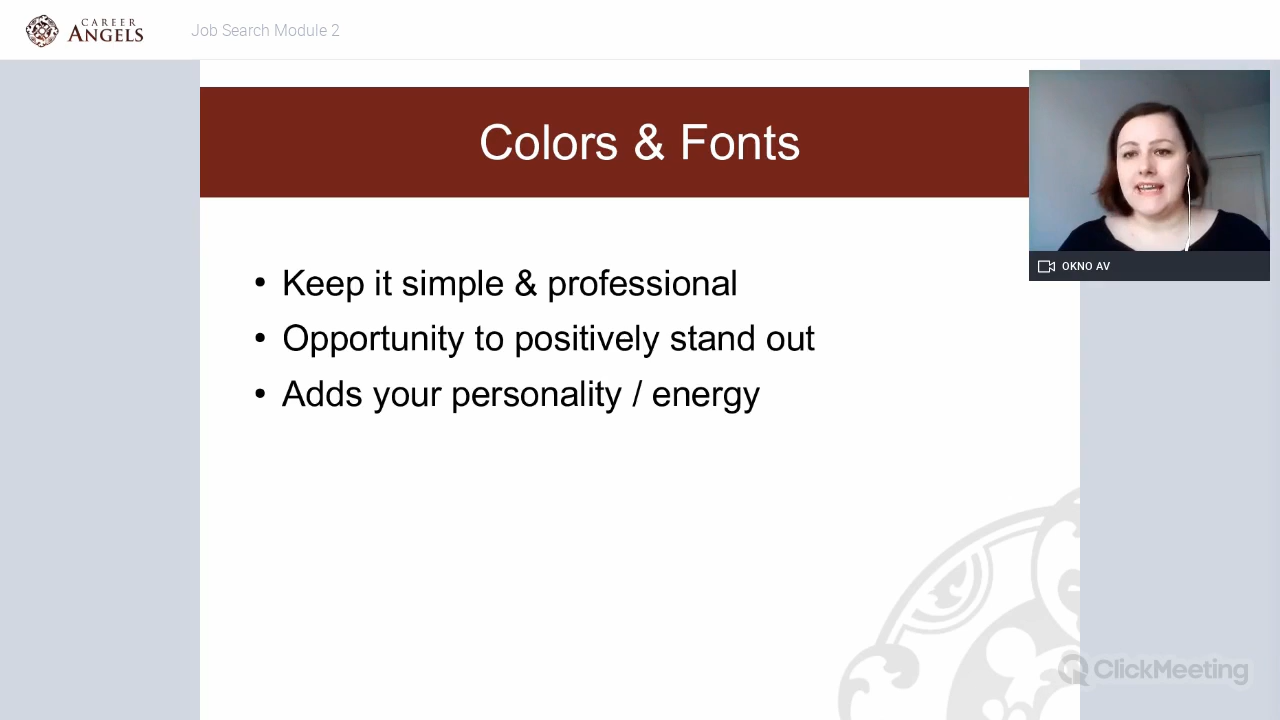 CAREER
ANGELS
Job Search Module 2
Colors & Fonts
OKNO AV
• Keep it simple & professional
• Opportunity to positively stand out
• Adds your personality / energy
ClickMeeting